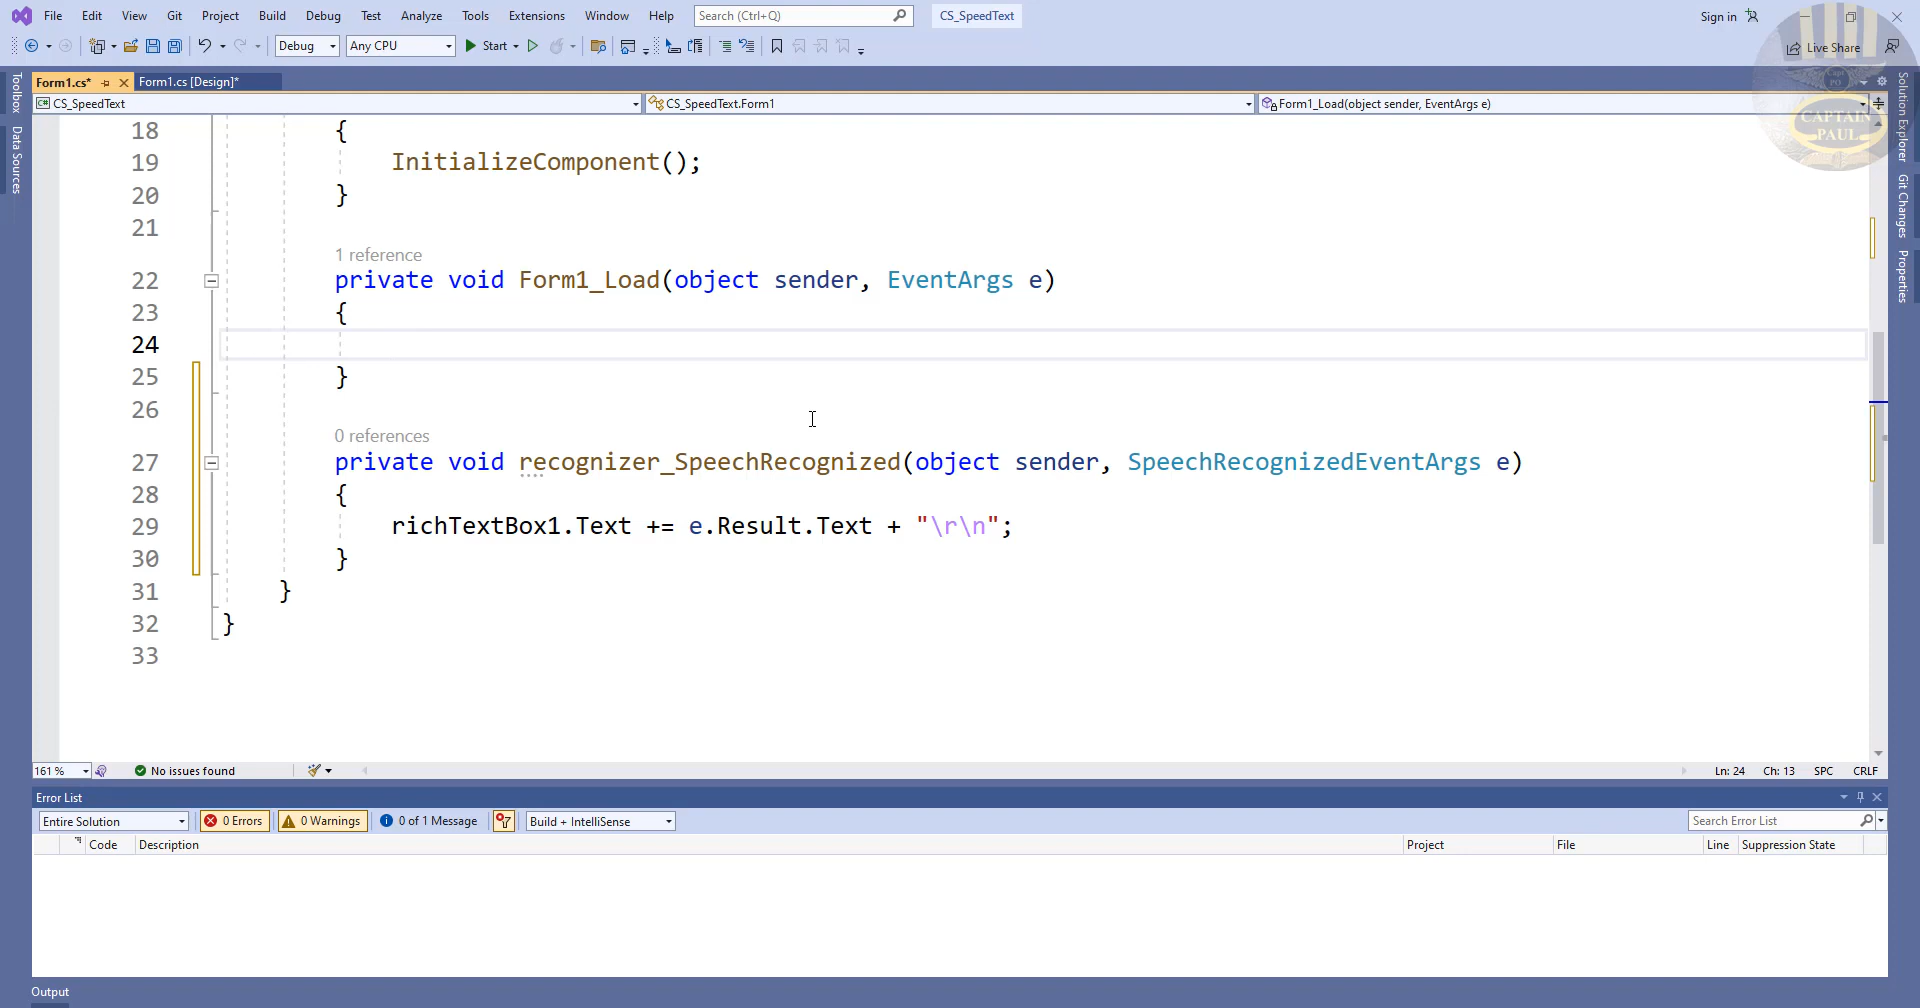 File Edit View Git Project Build Debug Test Analyze Tools Extensions Window Help Search (Ctrl+Q) CS_SpeedText Sign in
Debug Any CPU Start Live Share
Form1.cs* Form1.cs [Design]*
CS_SpeedText CS_SpeedText.Form1 Form1_Load(object sender, EventArgs e)
Toolbox
Data Sources
CAPTAIN
PAUL
Solution Explorer
Git Changes
Properties
18 {
19 InitializeComponent();
20 }
21
1 reference
22 private void Form1_Load(object sender, EventArgs e)
23 {
24
25 }
26
0 references
27 private void recognizer_SpeechRecognized(object sender, SpeechRecognizedEventArgs e)
28 {
29 richTextBox1.Text += e.Result.Text + "\r\n";
30 }
31 }
32 }
33
161 % No issues found Ln: 24 Ch: 13 SPC CRLF
Error List
Entire Solution 0 Errors 0 Warnings 0 of 1 Message Build + IntelliSense Search Error List
Code Description Project File Line Suppression State
Output